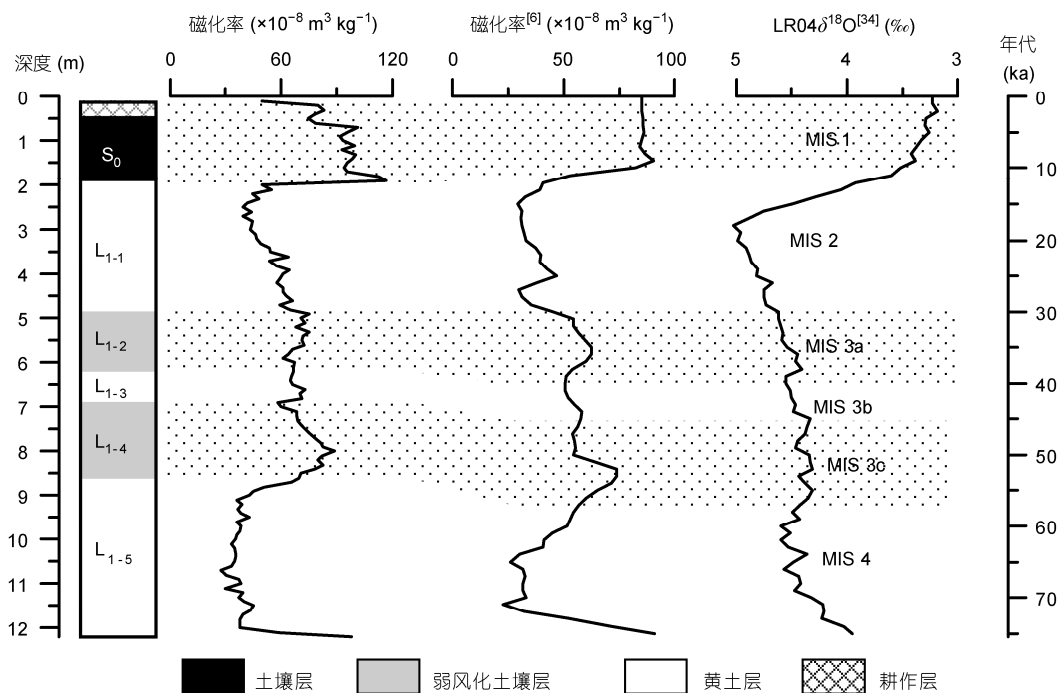 磁化率 (×10⁻⁸ m³ kg⁻¹)
磁化率[6] (×10⁻⁸ m³ kg⁻¹)
LR04δ¹⁸O[34] (‰)
深度 (m)
0 60 120
0 50 100
5 4 3
年代
(ka)
0
1
2
3
4
5
6
7
8
9
10
11
12
S₀
L₁₋₁
L₁₋₂
L₁₋₃
L₁₋₄
L₁₋₅
MIS 1
MIS 2
MIS 3a
MIS 3b
MIS 3c
MIS 4
0
10
20
30
40
50
60
70
土壤层 弱风化土壤层 黄土层 耕作层